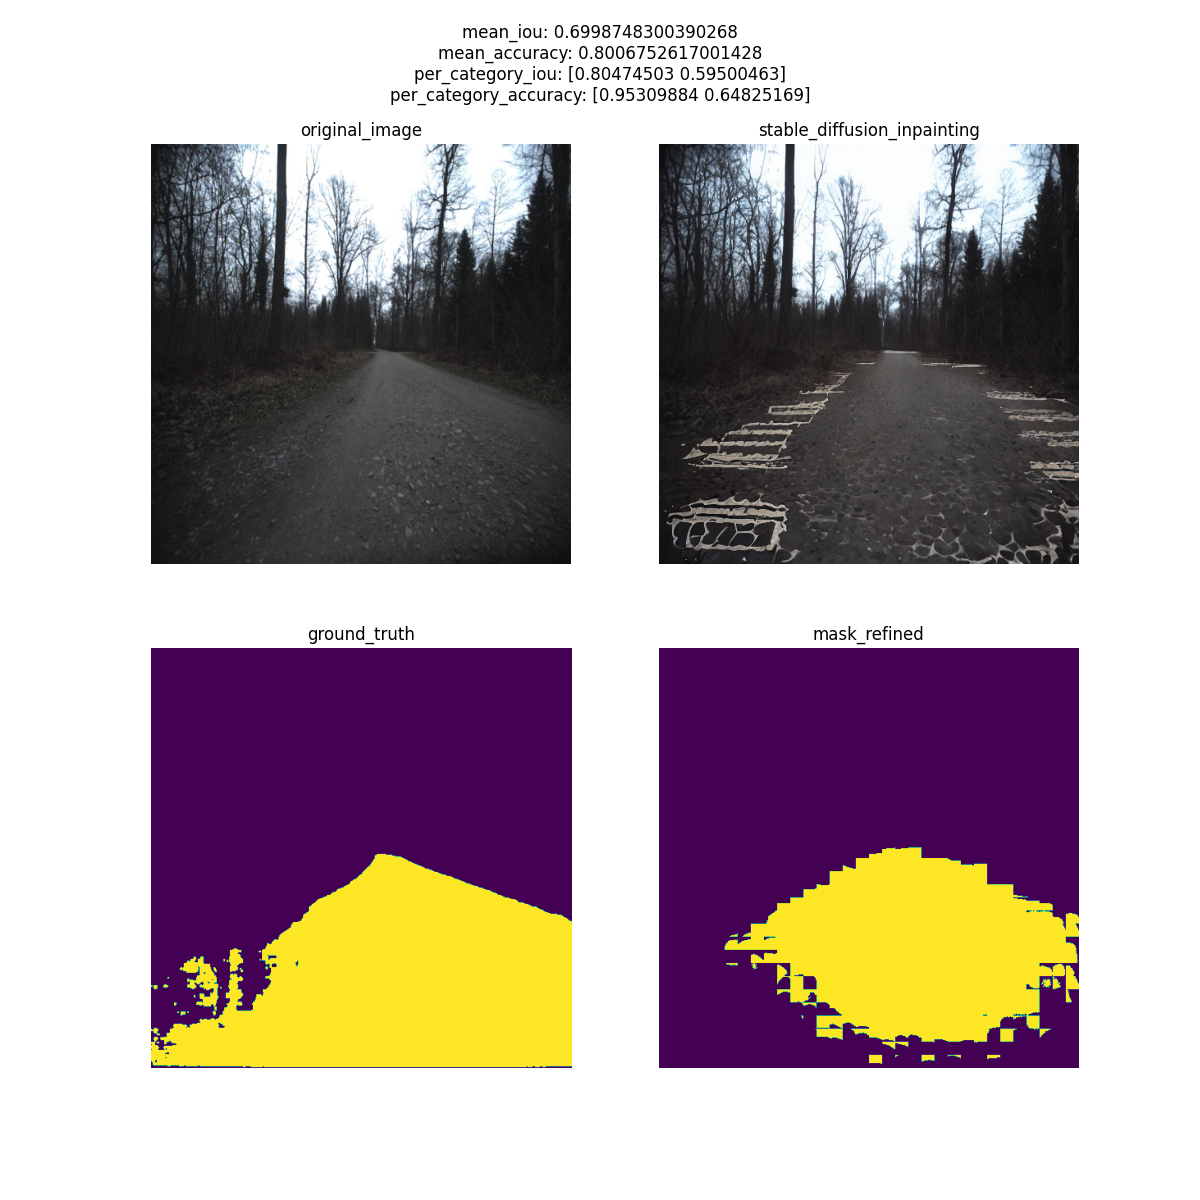 mean_iou: 0.6998748300390268
mean_accuracy: 0.8006752617001428
per_category_iou: [0.80474503 0.59500463]
per_category_accuracy: [0.95309884 0.64825169]
original_image
stable_diffusion_inpainting
ground_truth
mask_refined